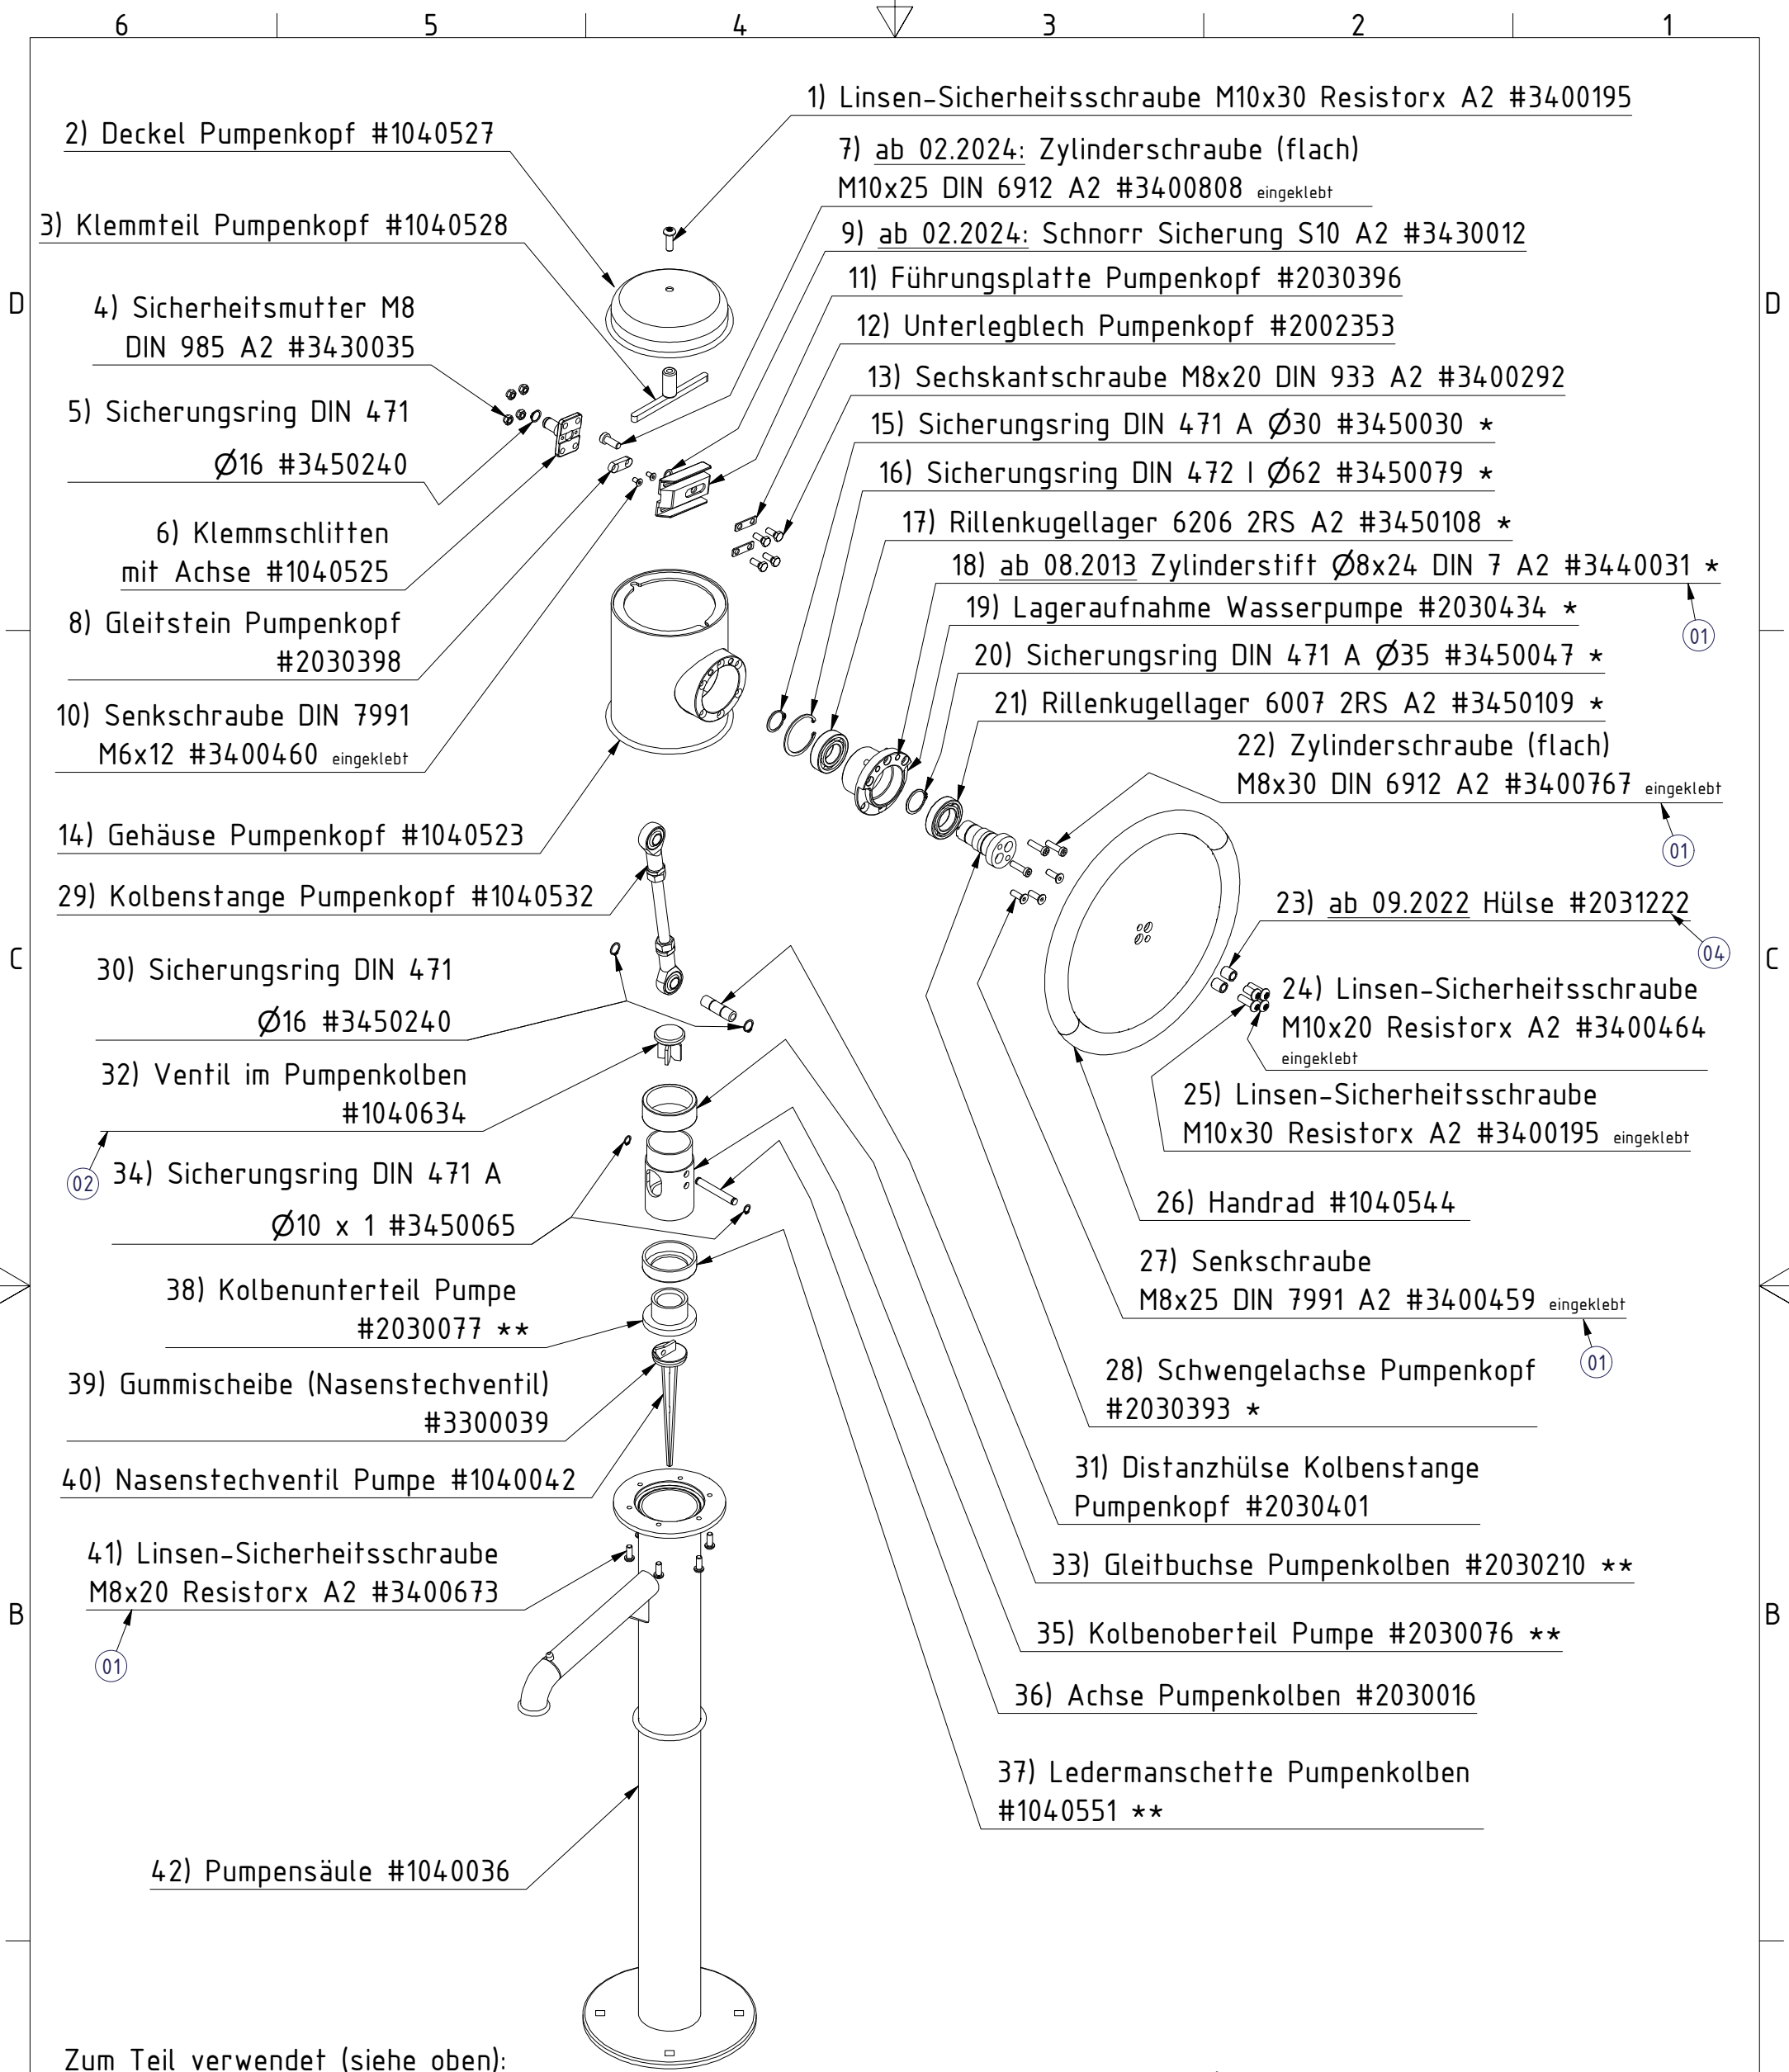 6 5 4 3 2 1
1) Linsen-Sicherheitsschraube M10x30 Resistorx A2 #3400195
2) Deckel Pumpenkopf #1040527
7) ab 02.2024: Zylinderschraube (flach)
M10x25 DIN 6912 A2 #3400808 eingeklebt
3) Klemmteil Pumpenkopf #1040528
9) ab 02.2024: Schnorr Sicherung S10 A2 #3430012
11) Führungsplatte Pumpenkopf #2030396
D D
4) Sicherheitsmutter M8
DIN 985 A2 #3430035
12) Unterlegblech Pumpenkopf #2002353
13) Sechskantschraube M8x20 DIN 933 A2 #3400292
5) Sicherungsring DIN 471
Ø16 #3450240
15) Sicherungsring DIN 471 A Ø30 #3450030 *
16) Sicherungsring DIN 472 I Ø62 #3450079 *
6) Klemmschlitten
mit Achse #1040525
17) Rillenkugellager 6206 2RS A2 #3450108 *
18) ab 08.2013 Zylinderstift Ø8x24 DIN 7 A2 #3440031 *
01
8) Gleitstein Pumpenkopf
#2030398
19) Lageraufnahme Wasserpumpe #2030434 *
20) Sicherungsring DIN 471 A Ø35 #3450047 *
10) Senkschraube DIN 7991
M6x12 #3400460 eingeklebt
21) Rillenkugellager 6007 2RS A2 #3450109 *
22) Zylinderschraube (flach)
M8x30 DIN 6912 A2 #3400767 eingeklebt
01
14) Gehäuse Pumpenkopf #1040523
29) Kolbenstange Pumpenkopf #1040532
23) ab 09.2022 Hülse #2031222
04
C C
30) Sicherungsring DIN 471
Ø16 #3450240
24) Linsen-Sicherheitsschraube
M10x20 Resistorx A2 #3400464
eingeklebt
32) Ventil im Pumpenkolben
#1040634
02
25) Linsen-Sicherheitsschraube
M10x30 Resistorx A2 #3400195 eingeklebt
34) Sicherungsring DIN 471 A
Ø10 x 1 #3450065
26) Handrad #1040544
38) Kolbenunterteil Pumpe
#2030077 **
27) Senkschraube
M8x25 DIN 7991 A2 #3400459 eingeklebt
01
39) Gummischeibe (Nasenstechventil)
#3300039
28) Schwengelachse Pumpenkopf
#2030393 *
40) Nasenstechventil Pumpe #1040042
31) Distanzhülse Kolbenstange
Pumpenkopf #2030401
41) Linsen-Sicherheitsschraube
M8x20 Resistorx A2 #3400673
01
33) Gleitbuchse Pumpenkolben #2030210 **
B B
35) Kolbenoberteil Pumpe #2030076 **
36) Achse Pumpenkolben #2030016
37) Ledermanschette Pumpenkolben
#1040551 **
42) Pumpensäule #1040036
Zum Teil verwendet (siehe oben):